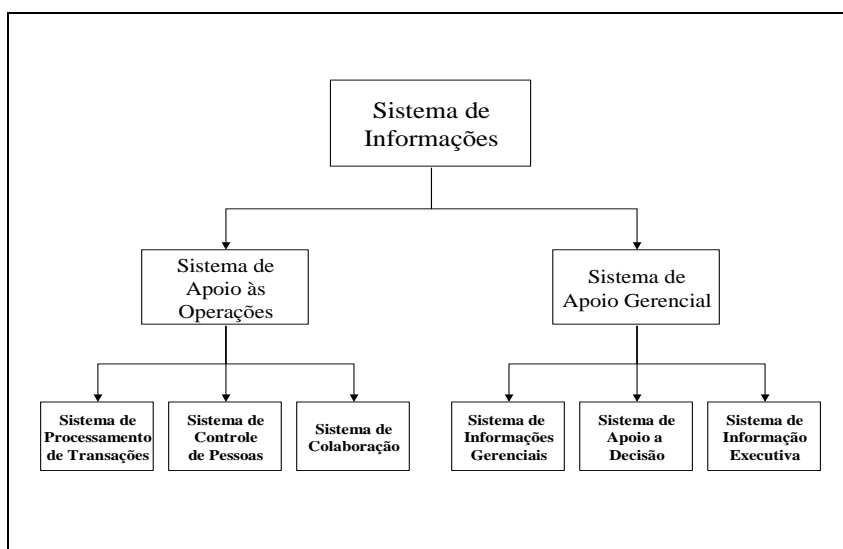 Sistema de
Informações
Sistema de
Apoio às
Operações
Sistema de
Apoio Gerencial
Sistema de
Processamento
de Transações
Sistema de
Controle
de Pessoas
Sistema de
Colaboração
Sistema de
Informações
Gerenciais
Sistema de
Apoio a
Decisão
Sistema de
Informação
Executiva